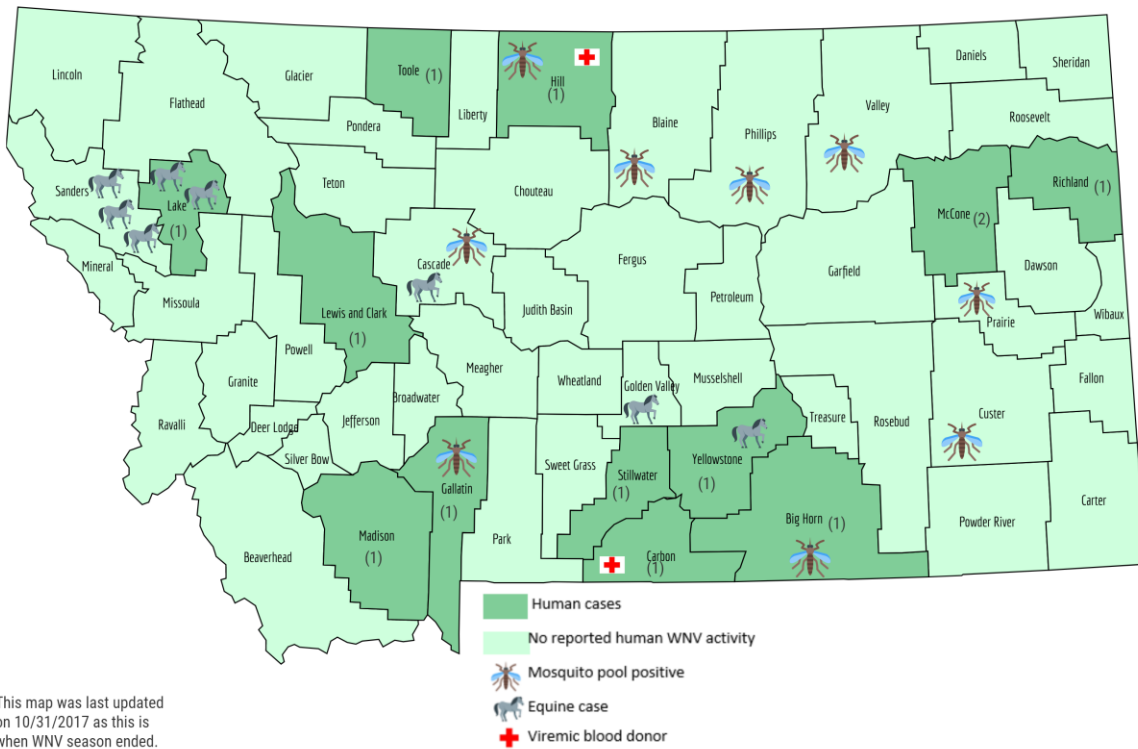 Lincoln
Flathead
Glacier
Toole (1)
Liberty
Hill
(1)
Blaine
Phillips
Valley
Daniels
Sheridan
Roosevelt
Pondera
Teton
Chouteau
Sanders
Lake
(1)
Richland (1)
McCone (2)
Dawson
Garfield
Fergus
Petroleum
Cascade
Judith Basin
Mineral
Missoula
Lewis and Clark
(1)
Powell
Granite
Meagher
Wheatland
Golden Valley
Musselshell
Prairie
Wibaux
Fallon
Custer
Rosebud
Treasure
Ravalli
Deer Lodge
Silver Bow
Jefferson
Broadwater
Sweet Grass
Stillwater
(1)
Yellowstone
(1)
Big Horn (1)
Powder River
Carter
Beaverhead
Madison
(1)
Gallatin
(1)
Park
Carbon
(1)
Human cases
No reported human WNV activity
Mosquito pool positive
Equine case
Viremic blood donor
This map was last updated
on 10/31/2017 as this is
when WNV season ended.